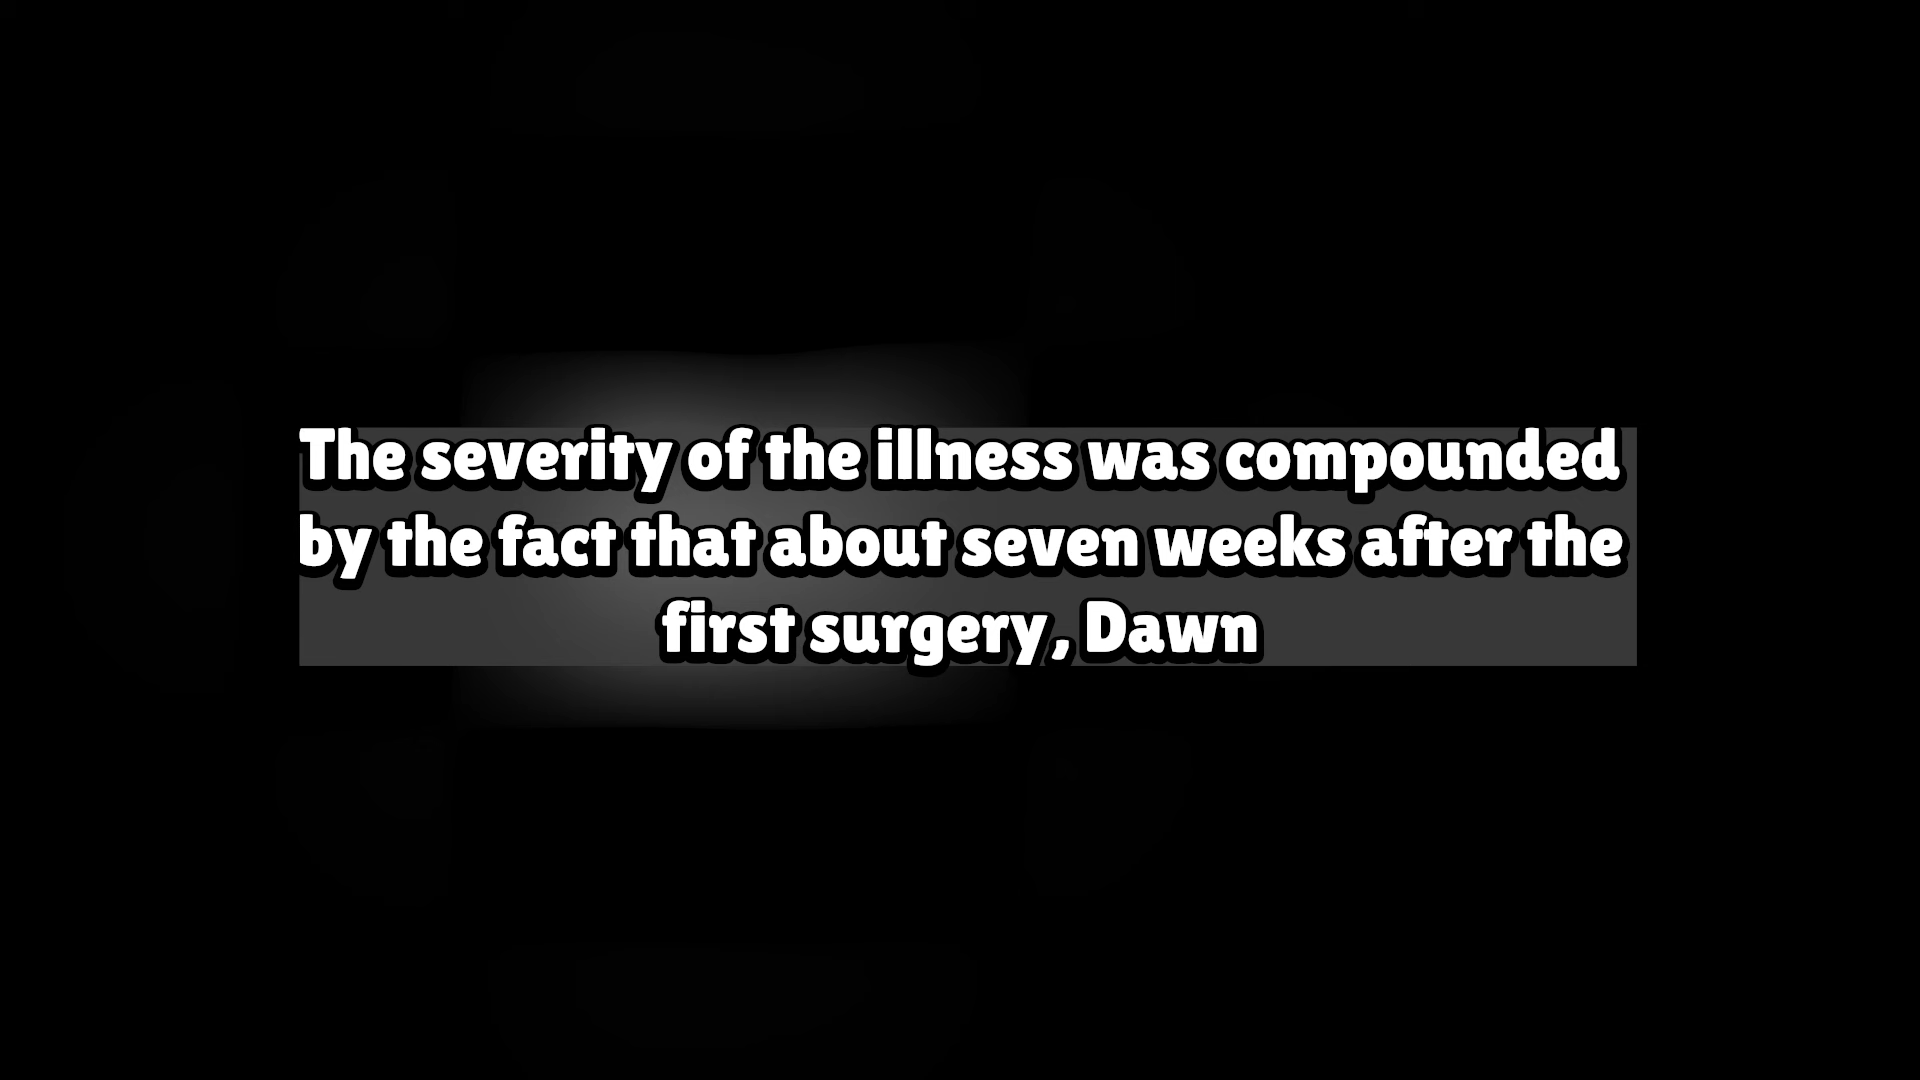 The severity of the illness was compounded
by the fact that about seven weeks after the
first surgery, Dawn